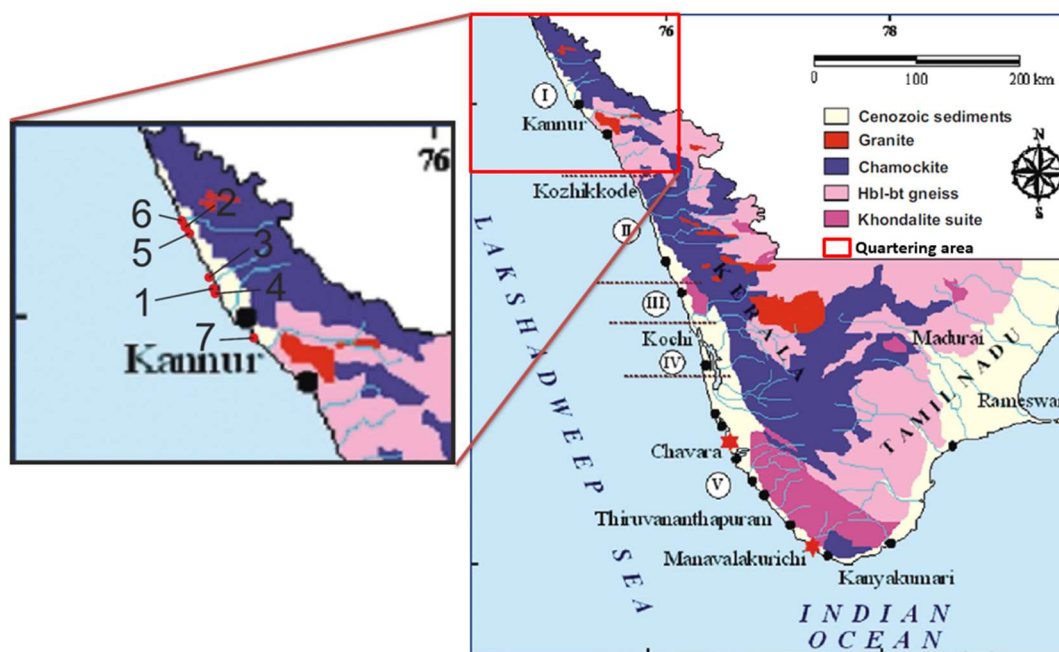 76
78
0 100 200 km
Cenozoic sediments
Granite
Chamockite
Hbl-bt gneiss
Khondalite suite
Quartering area
N
S
I
Kannur
Kozhikkode
II
III
Kochi
IV
Chavara
V
Thiruvananthapuram
Manavalakurichi
Kanyakumari
KERALA
TAMILNADU
Madurai
Rameswar
LAKSHADWEEP SEA
INDIAN
OCEAN
76
6 2
5
3
1 4
7
Kannur